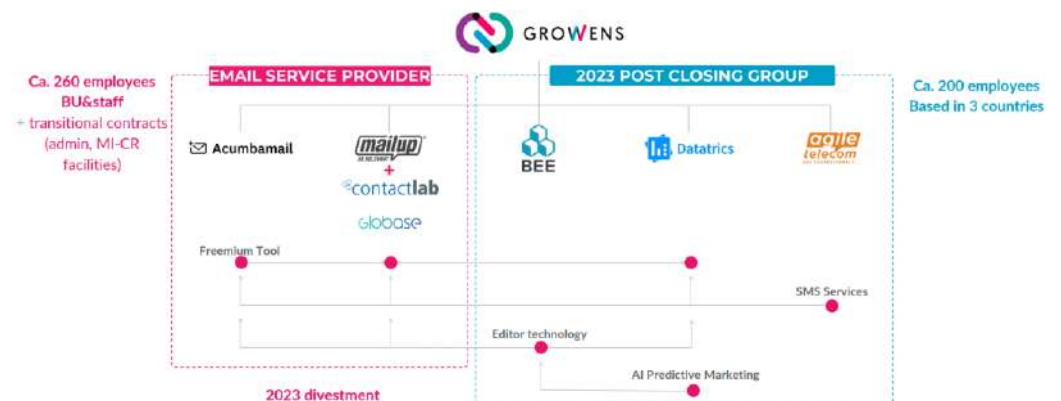 GROWENS
Ca. 260 employees
BU&staff
+ transitional contracts
(admin, MI-CR
facilities)
EMAIL SERVICE PROVIDER
2023 POST CLOSING GROUP
Ca. 200 employees
Based in 3 countries
Acumbamail
mailup
+
contactlab
Globase
BEE
Datatrics
agile
telecom
Freemium Tool
SMS Services
Editor technology
AI Predictive Marketing
2023 divestment